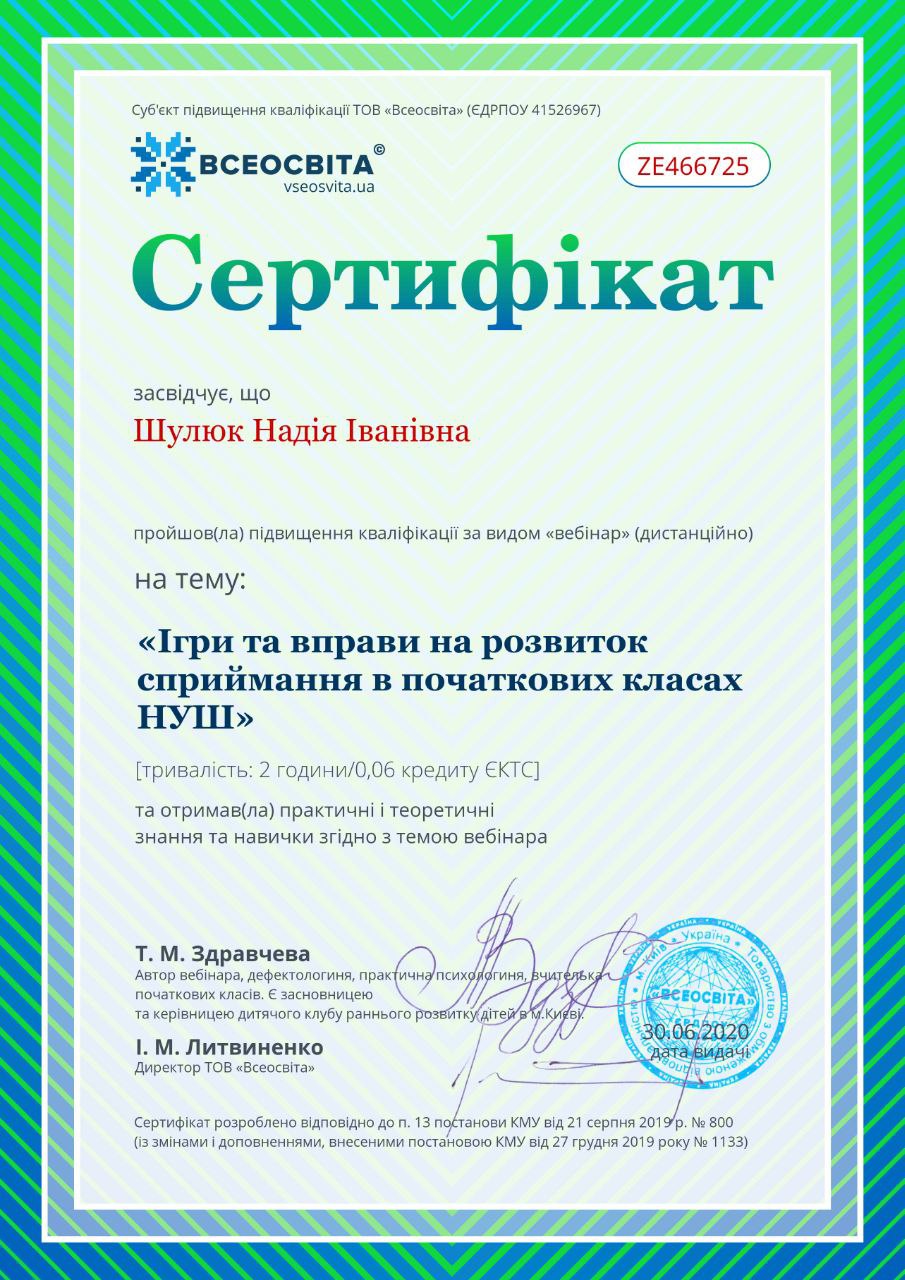 Суб'єкт підвищення кваліфікації ТОВ «Всеосвіта» (ЄДРПОУ 41526967)
ВСЕОСВІТА©
vseosvita.ua
ZE466725
Сертифікат
засвідчує, що
Шулюк Надія Іванівна
пройшов(ла) підвищення кваліфікації за видом «вебінар» (дистанційно)
на тему:
«Ігри та вправи на розвиток
сприймання в початкових класах
НУШ»
[тривалість: 2 години/0,06 кредиту ЄКТС]
та отримав(ла) практичні і теоретичні
знання та навички згідно з темою вебінара
Т. М. Здравчева
Автор вебінара, дефектологиня, практична психологиня, вчителька
початкових класів. Є засновницею
та керівницею дитячого клубу раннього розвитку дітей в м.Києві.
І. М. Литвиненко
Директор ТОВ «Всеосвіта»
«ВСЕОСВІТА»
30.06.2020
дата видачі
Сертифікат розроблено відповідно до п. 13 постанови КМУ від 21 серпня 2019 р. № 800
(із змінами і доповненнями, внесеними постановою КМУ від 27 грудня 2019 року № 1133)